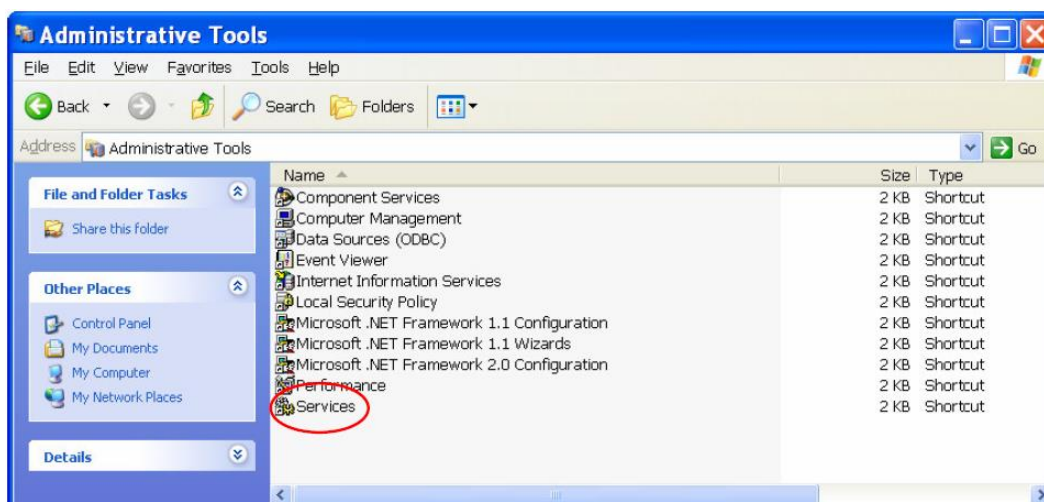 Administrative Tools
File Edit View Favorites Tools Help
Back Search Folders
Address Administrative Tools Go
Name Size Type
File and Folder Tasks
Share this folder
Other Places
Control Panel
My Documents
My Computer
My Network Places
Details
Component Services 2 KB Shortcut
Computer Management 2 KB Shortcut
Data Sources (ODBC) 2 KB Shortcut
Event Viewer 2 KB Shortcut
Internet Information Services 2 KB Shortcut
Local Security Policy 2 KB Shortcut
Microsoft .NET Framework 1.1 Configuration 2 KB Shortcut
Microsoft .NET Framework 1.1 Wizards 2 KB Shortcut
Microsoft .NET Framework 2.0 Configuration 2 KB Shortcut
Performance 2 KB Shortcut
Services 2 KB Shortcut